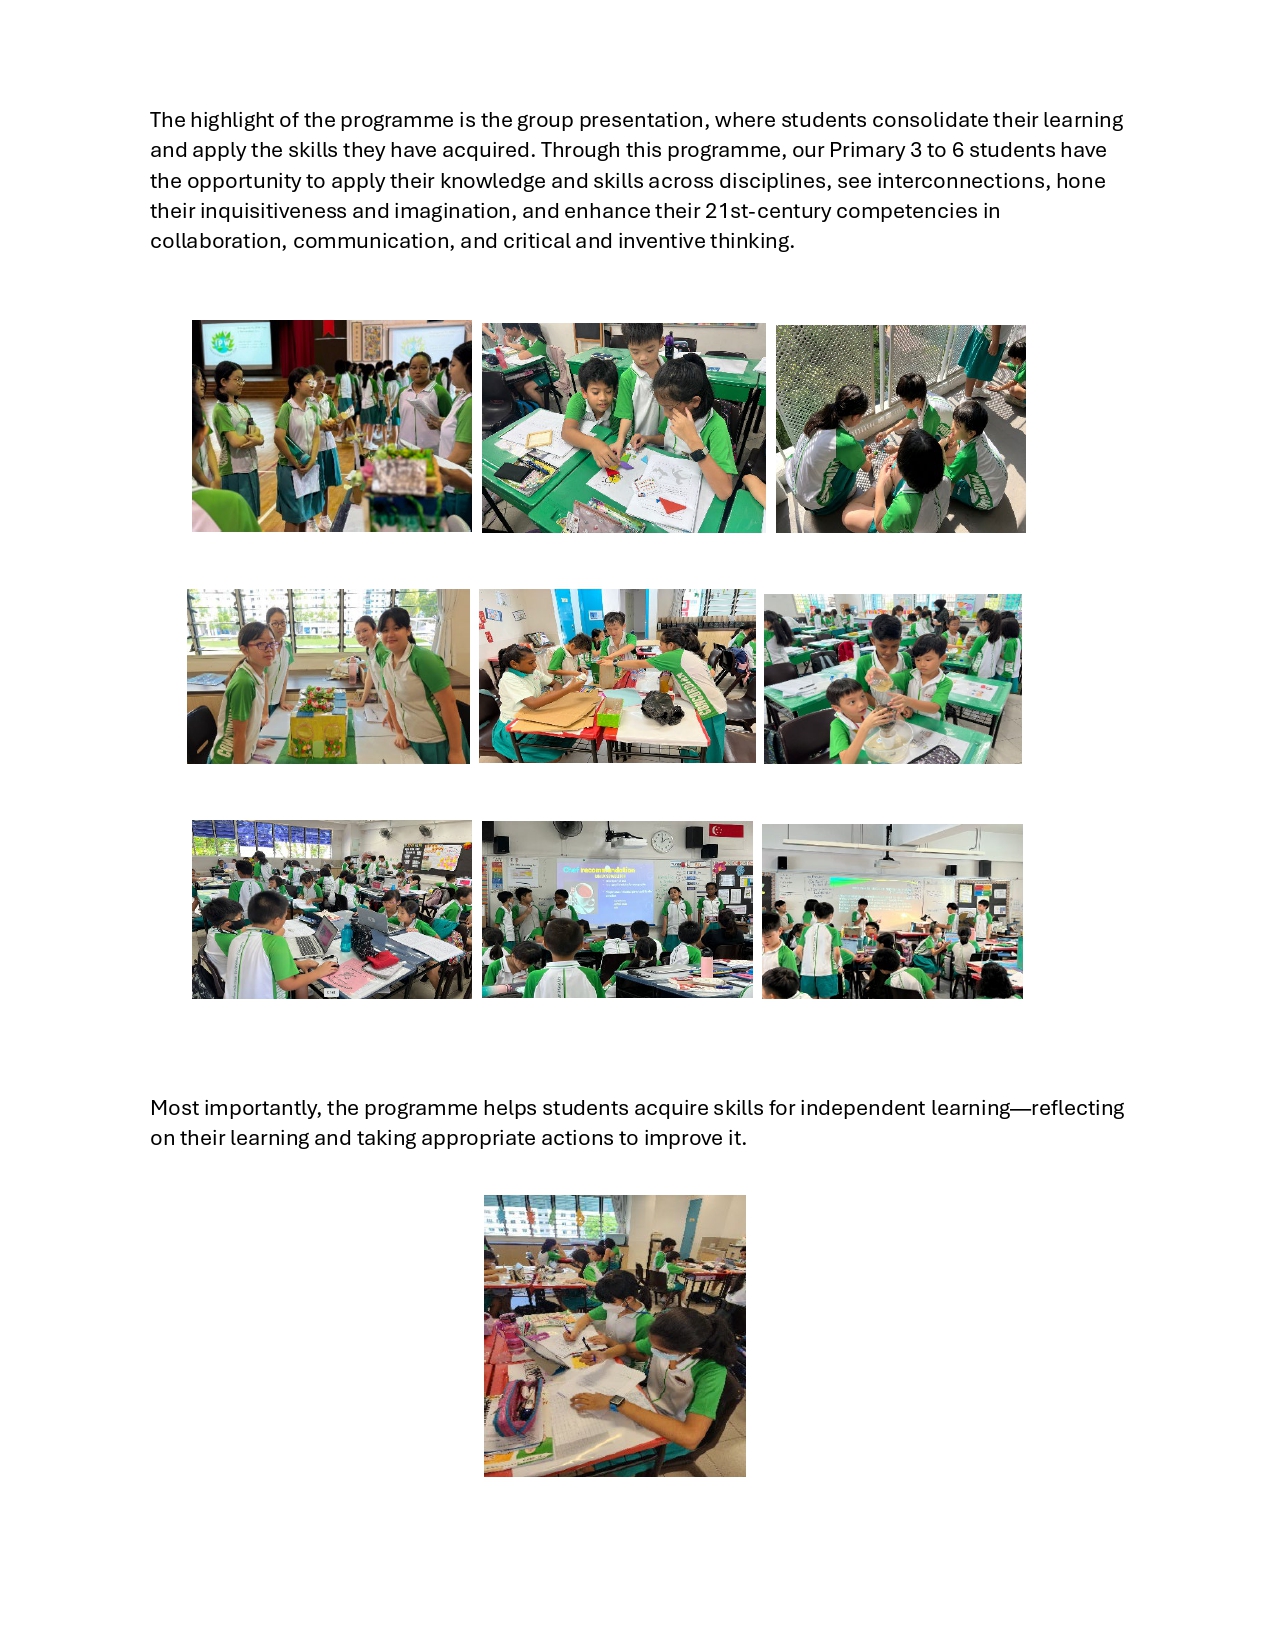 The highlight of the programme is the group presentation, where students consolidate their learning
and apply the skills they have acquired. Through this programme, our Primary 3 to 6 students have
the opportunity to apply their knowledge and skills across disciplines, see interconnections, hone
their inquisitiveness and imagination, and enhance their 21st-century competencies in
collaboration, communication, and critical and inventive thinking.
Chef recommendation
Most importantly, the programme helps students acquire skills for independent learning—reflecting
on their learning and taking appropriate actions to improve it.